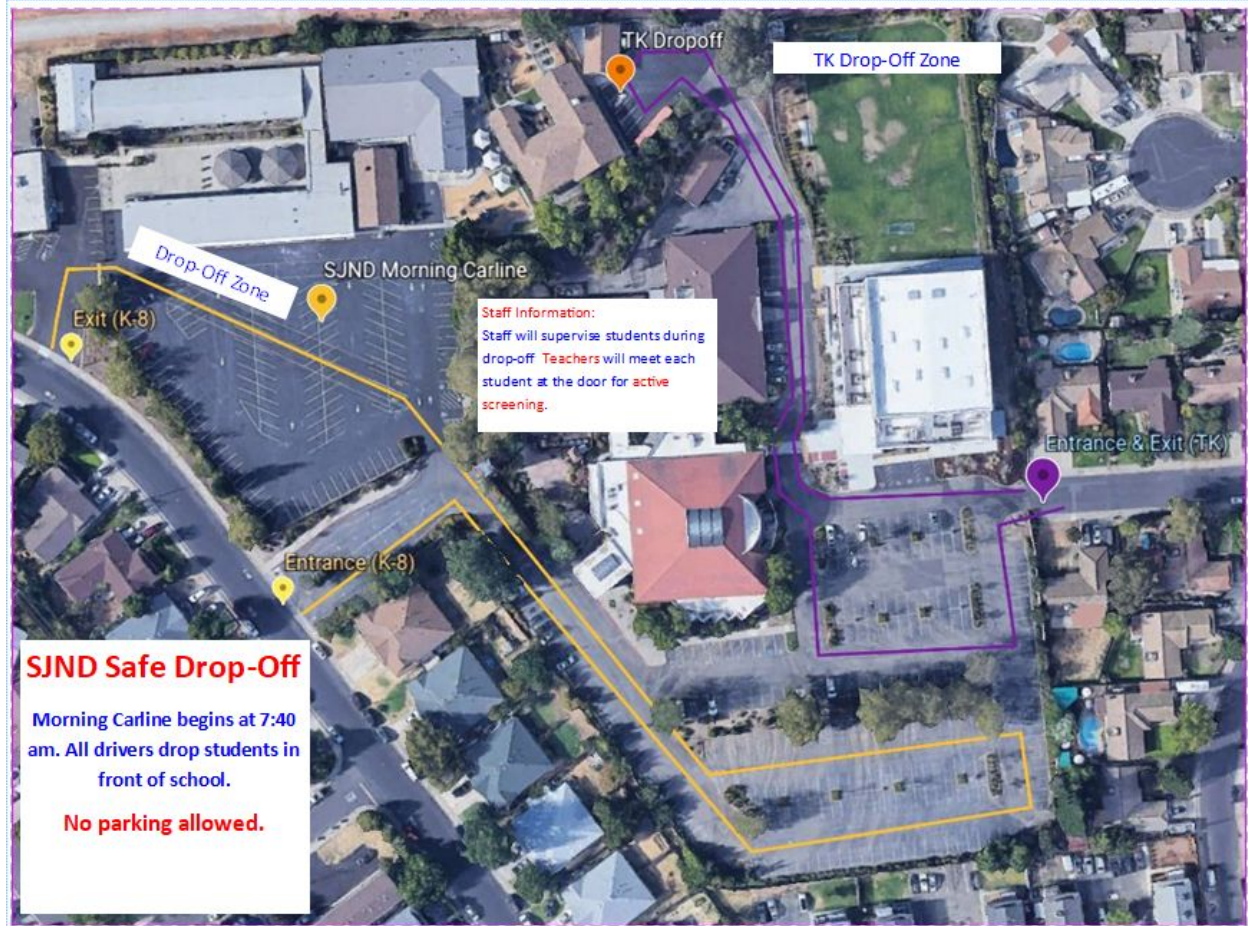 TK Dropoff
TK Drop-Off Zone
Drop-Off Zone
SJND Morning Carline
Exit (K-8)
Staff Information:
Staff will supervise students during
drop-off  Teachers will meet each
student at the door for active
screening.
Entrance & Exit (TK)
Entrance (K-8)
SJND Safe Drop-Off
Morning Carline begins at 7:40
am. All drivers drop students in
front of school.
No parking allowed.